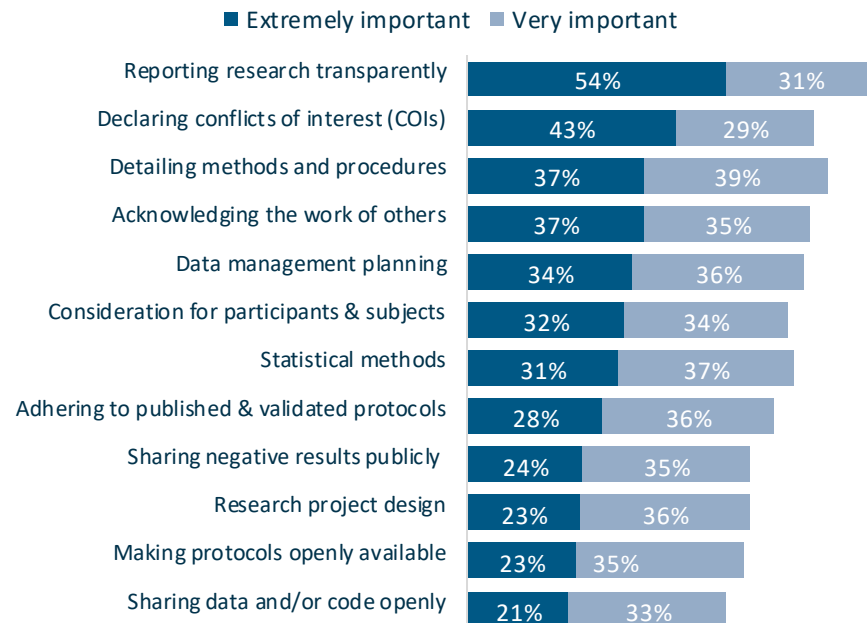 Extremely important Very important
Reporting research transparently 54% 31%
Declaring conflicts of interest (COIs) 43% 29%
Detailing methods and procedures 37% 39%
Acknowledging the work of others 37% 35%
Data management planning 34% 36%
Consideration for participants & subjects 32% 34%
Statistical methods 31% 37%
Adhering to published & validated protocols 28% 36%
Sharing negative results publicly 24% 35%
Research project design 23% 36%
Making protocols openly available 23% 35%
Sharing data and/or code openly 21% 33%